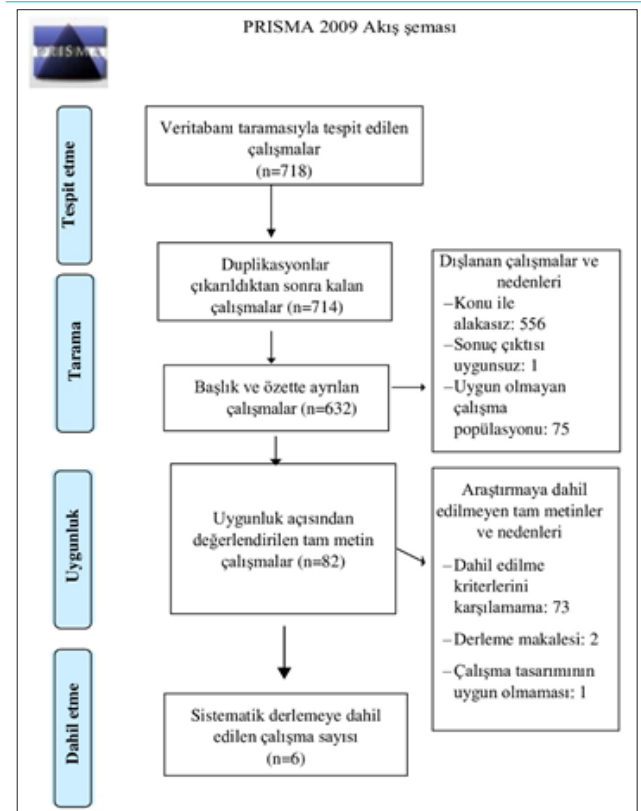 PRISMA 2009 Akış şeması
PRISMA
Tespit etme
Veritabanı taramasıyla tespit edilen
çalışmalar
(n=718)
Tarama
Duplikasyonlar
çıkarıldıktan sonra kalan
çalışmalar (n=714)
Başlık ve özette ayrılan
çalışmalar (n=632)
Dışlanan çalışmalar ve
nedenleri
–Konu ile
alakasız: 556
–Sonuç çıktısı
uygunsuz: 1
–Uygun olmayan
çalışma
popülasyonu: 75
Uygunluk
Uygunluk açısından
değerlendirilen tam metin
çalışmalar (n=82)
Araştırmaya dahil
edilmeyen tam metinler
ve nedenleri
–Dahil edilme
kriterlerini
karşılamama: 73
–Derleme makalesi: 2
–Çalışma tasarımının
uygun olmaması: 1
Dahil etme
Sistematik derlemeye dahil
edilen çalışma sayısı
(n=6)